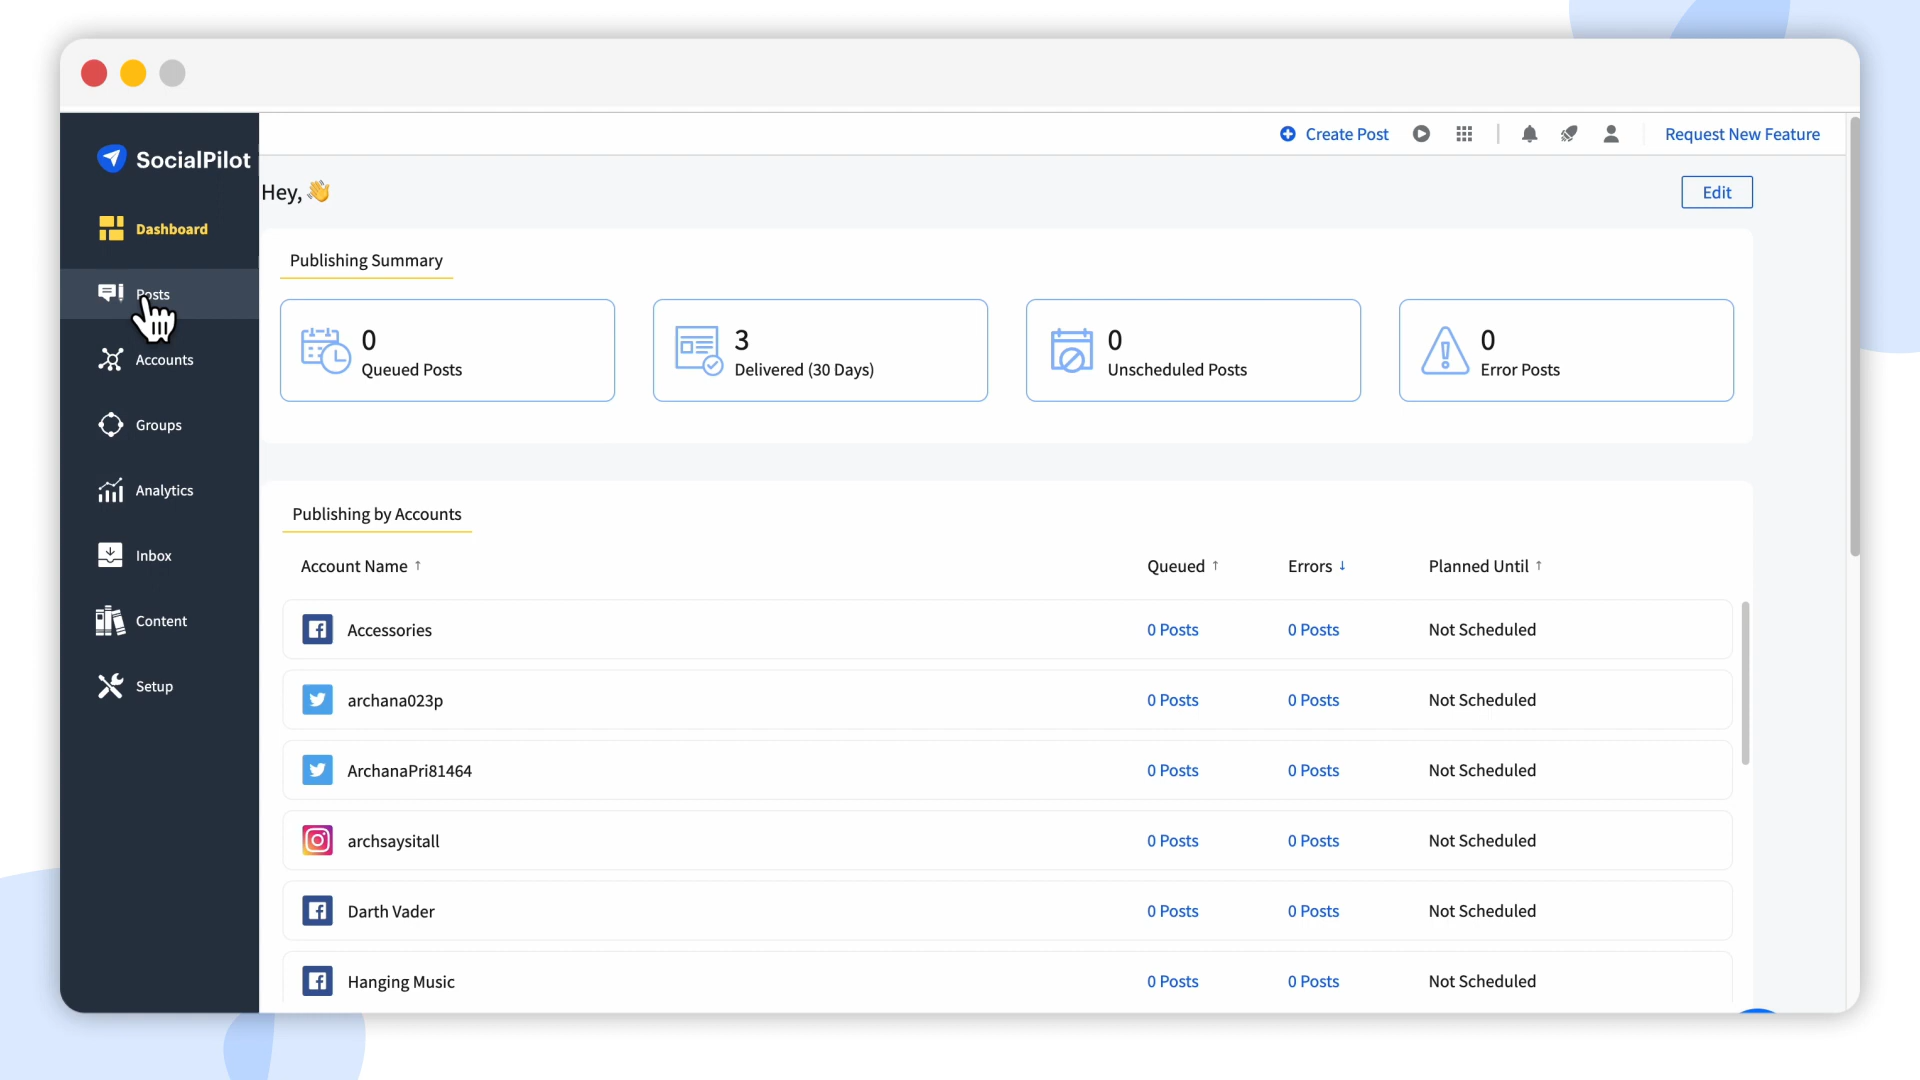 Create Post
Request New Feature
SocialPilot
Hey, 👋
Edit
Dashboard
Posts
Accounts
Groups
Analytics
Inbox
Content
Setup
Publishing Summary
0
Queued Posts
3
Delivered (30 Days)
0
Unscheduled Posts
0
Error Posts
Publishing by Accounts
Account Name ↑ Queued ↑ Errors ↓ Planned Until ↑
Accessories 0 Posts 0 Posts Not Scheduled
archana023p 0 Posts 0 Posts Not Scheduled
ArchanaPri81464 0 Posts 0 Posts Not Scheduled
archsaysitall 0 Posts 0 Posts Not Scheduled
Darth Vader 0 Posts 0 Posts Not Scheduled
Hanging Music 0 Posts 0 Posts Not Scheduled